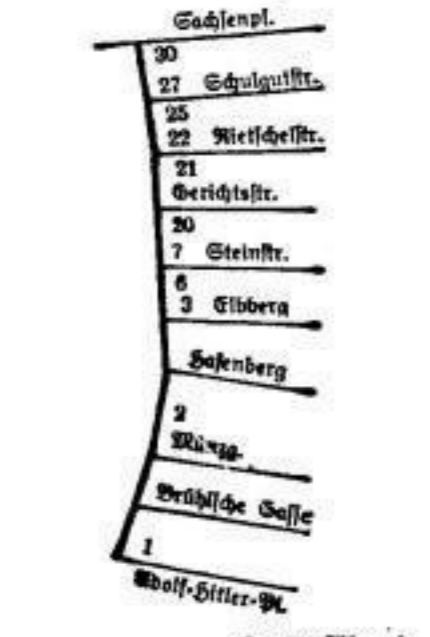 Sachsenpl.
30
27 Schulgutstr.
25
22 Rietschelstr.
21
Gerichtsstr.
20
7 Steinstr.
6
3 Elbberg
Hasenberg
2
Münzg.
Brühlsche Gasse
1
Adolf-Hitler-Pl.